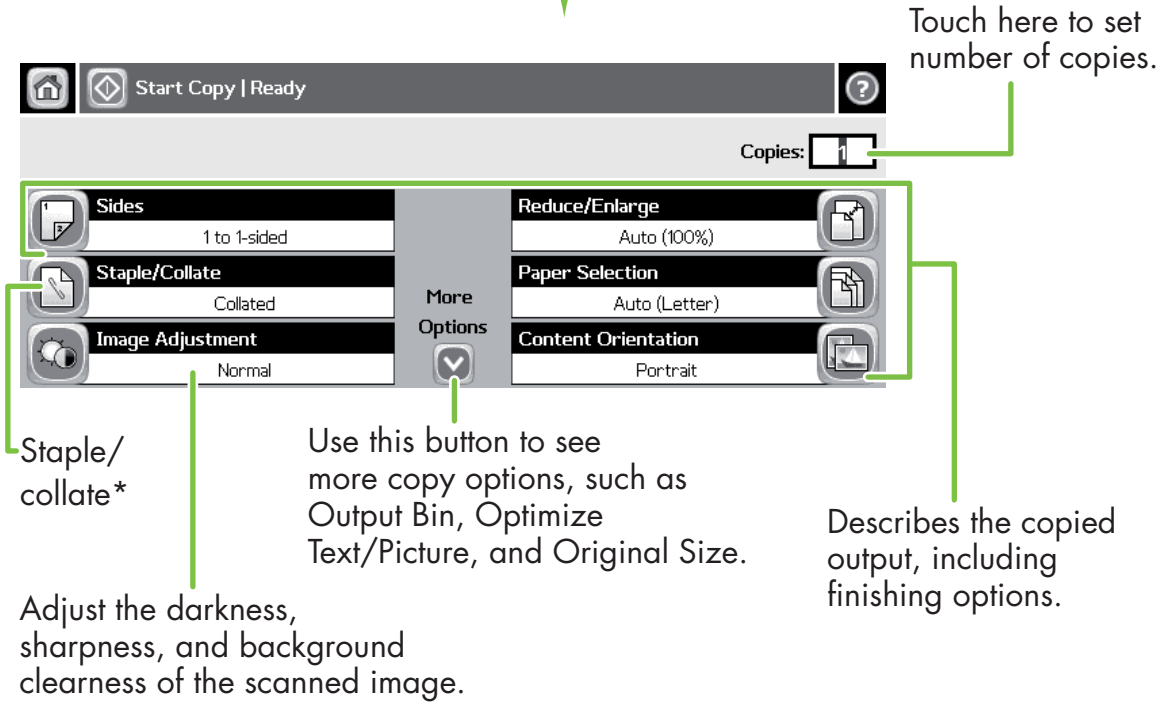 Touch here to set
number of copies.
Start Copy | Ready
?
Copies: 1
1
2
Sides
1 to 1-sided
Reduce/Enlarge
Auto (100%)
Staple/Collate
Collated
More
Options
Paper Selection
Auto (Letter)
Image Adjustment
Normal
Content Orientation
Portrait
Staple/
collate*
Use this button to see
more copy options, such as
Output Bin, Optimize
Text/Picture, and Original Size.
Describes the copied
output, including
finishing options.
Adjust the darkness,
sharpness, and background
clearness of the scanned image.